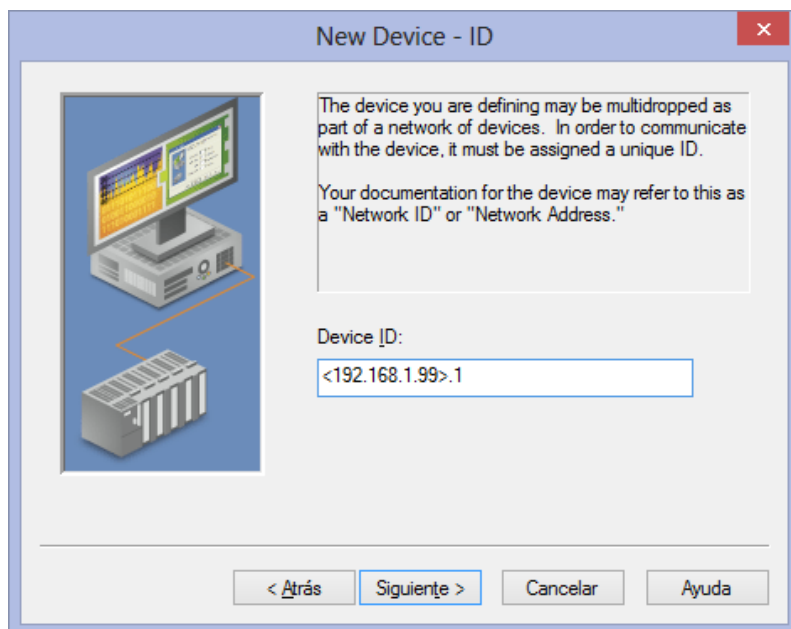 New Device - ID
The device you are defining may be multidropped as
part of a network of devices.  In order to communicate
with the device, it must be assigned a unique ID.
Your documentation for the device may refer to this as
a "Network ID" or "Network Address."
Device ID:
<192.168.1.99>.1
< Atrás
Siguiente >
Cancelar
Ayuda